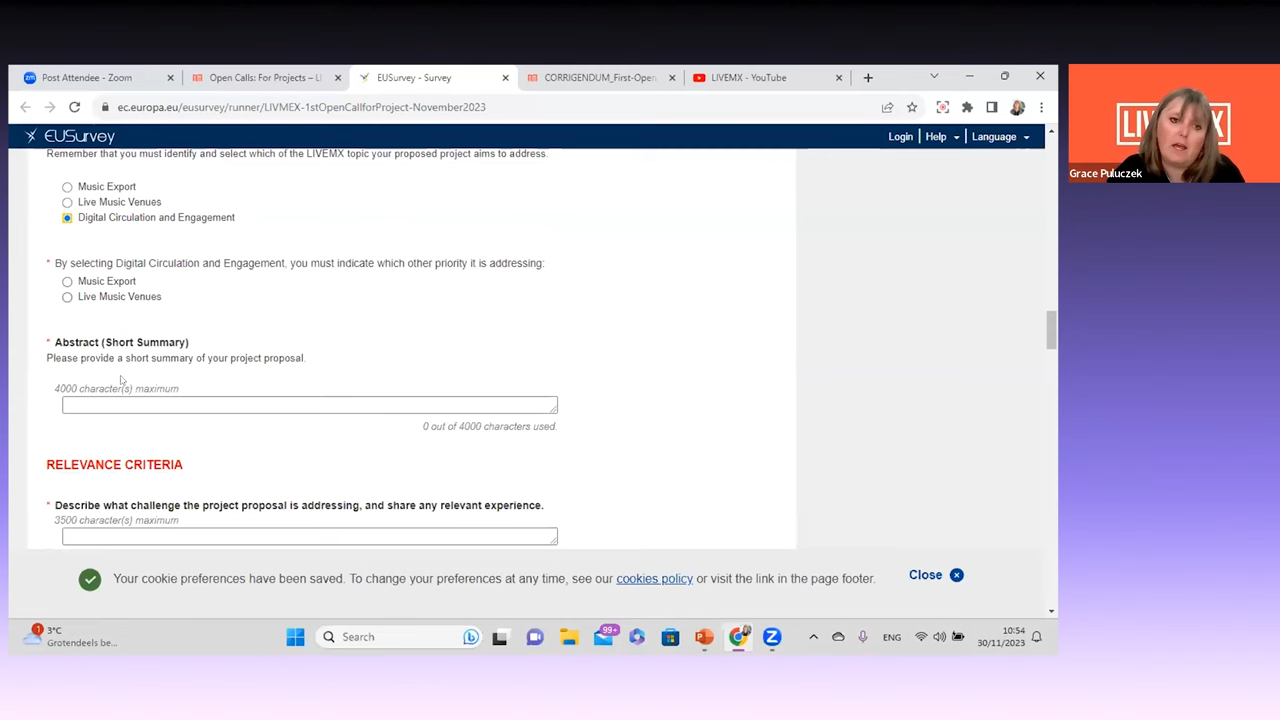 Post Attendee - Zoom
Open Calls: For Projects – LI
EUSurvey - Survey
CORRIGENDUM_First-Open
LIVEMX - YouTube
ec.europa.eu/eusurvey/runner/LIVMEX-1stOpenCallforProject-November2023
EUSurvey
Login
Help
Language
LIVEMX
Grace Puluczek
Remember that you must identify and select which of the LIVEMX topic your proposed project aims to address.
Music Export
Live Music Venues
Digital Circulation and Engagement
* By selecting Digital Circulation and Engagement, you must indicate which other priority it is addressing:
Music Export
Live Music Venues
* Abstract (Short Summary)
Please provide a short summary of your project proposal.
4000 character(s) maximum
0 out of 4000 characters used.
RELEVANCE CRITERIA
* Describe what challenge the project proposal is addressing, and share any relevant experience.
3500 character(s) maximum
Your cookie preferences have been saved. To change your preferences at any time, see our cookies policy or visit the link in the page footer.
Close
1
3°C
Grotendeels be...
Search
99+
ENG
10:54
30/11/2023